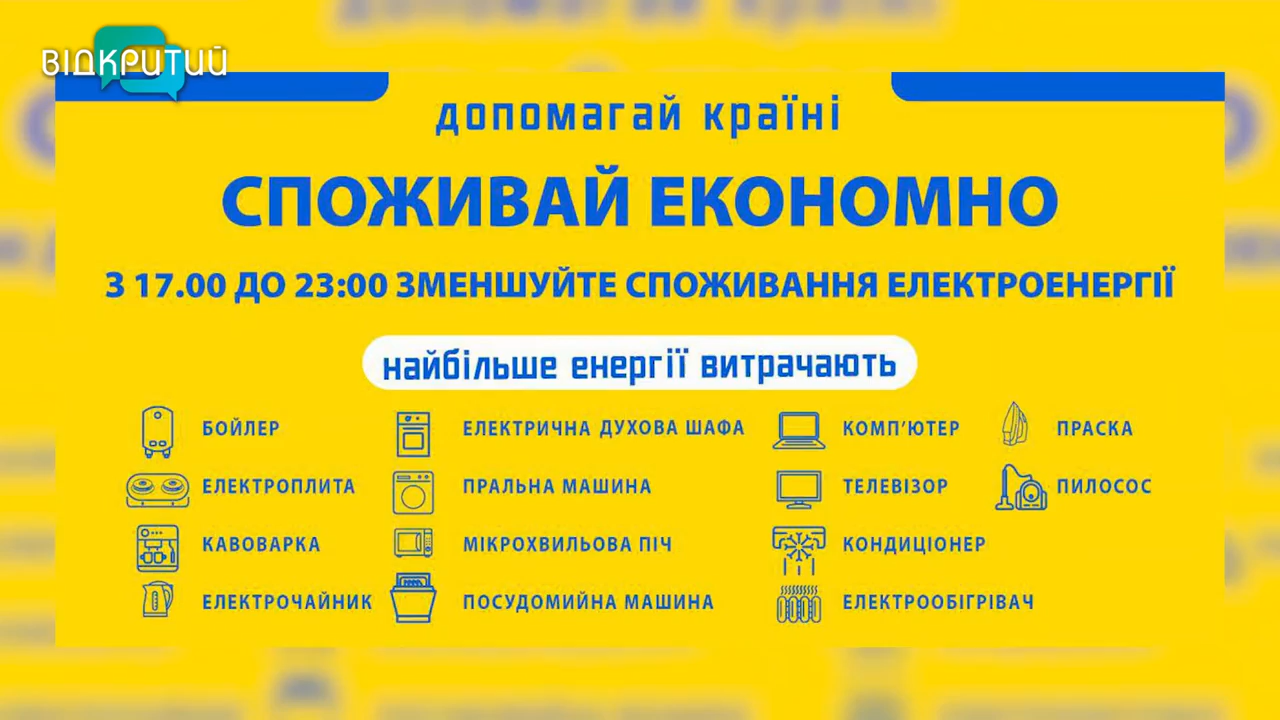 ВІДКРИТИЙ
допомагай країні
СПОЖИВАЙ ЕКОНОМНО
З 17.00 ДО 23:00 ЗМЕНШУЙТЕ СПОЖИВАННЯ ЕЛЕКТРОЕНЕРГІЇ
найбільше енергії витрачають
БОЙЛЕР
ЕЛЕКТРОПЛИТА
КАВОВАРКА
ЕЛЕКТРОЧАЙНИК
ЕЛЕКТРИЧНА ДУХОВА ШАФА
ПРАЛЬНА МАШИНА
МІКРОХВИЛЬОВА ПІЧ
ПОСУДОМИЙНА МАШИНА
КОМП'ЮТЕР
ТЕЛЕВІЗОР
КОНДИЦІОНЕР
ЕЛЕКТРООБІГРІВАЧ
ПРАСКА
ПИЛОСОС